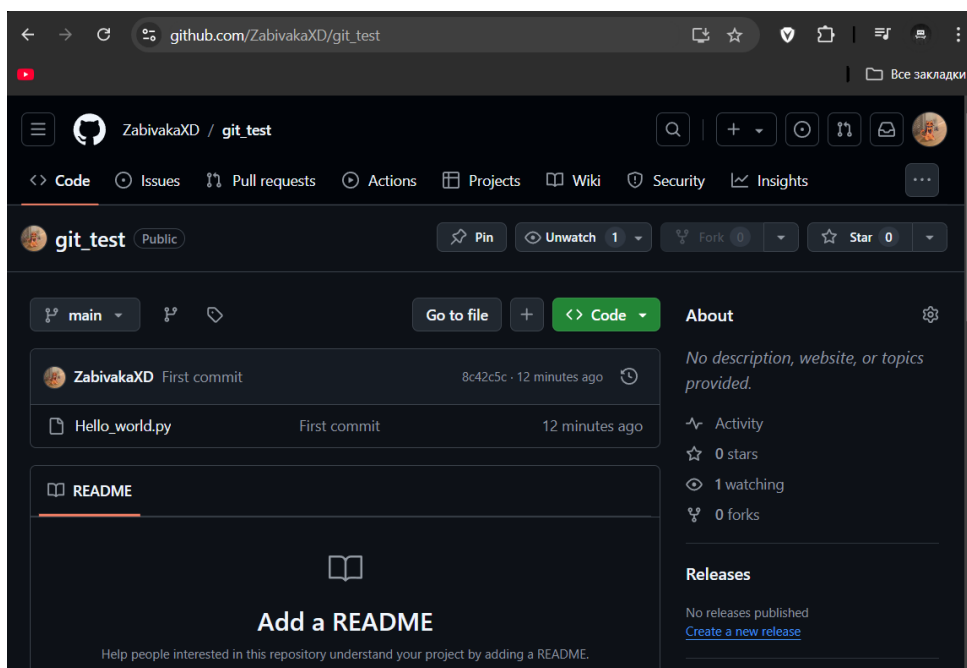 github.com/ZabivakaXD/git_test
Все закладки
ZabivakaXD / git_test
Code Issues Pull requests Actions Projects Wiki Security Insights
git_test Public Pin Unwatch 1 Fork 0 Star 0
main Go to file Code
About
No description, website, or topics
provided.
ZabivakaXD First commit 8c42c5c · 12 minutes ago
Hello_world.py First commit 12 minutes ago
Activity
0 stars
1 watching
0 forks
README
Add a README
Help people interested in this repository understand your project by adding a README.
Releases
No releases published
Create a new release